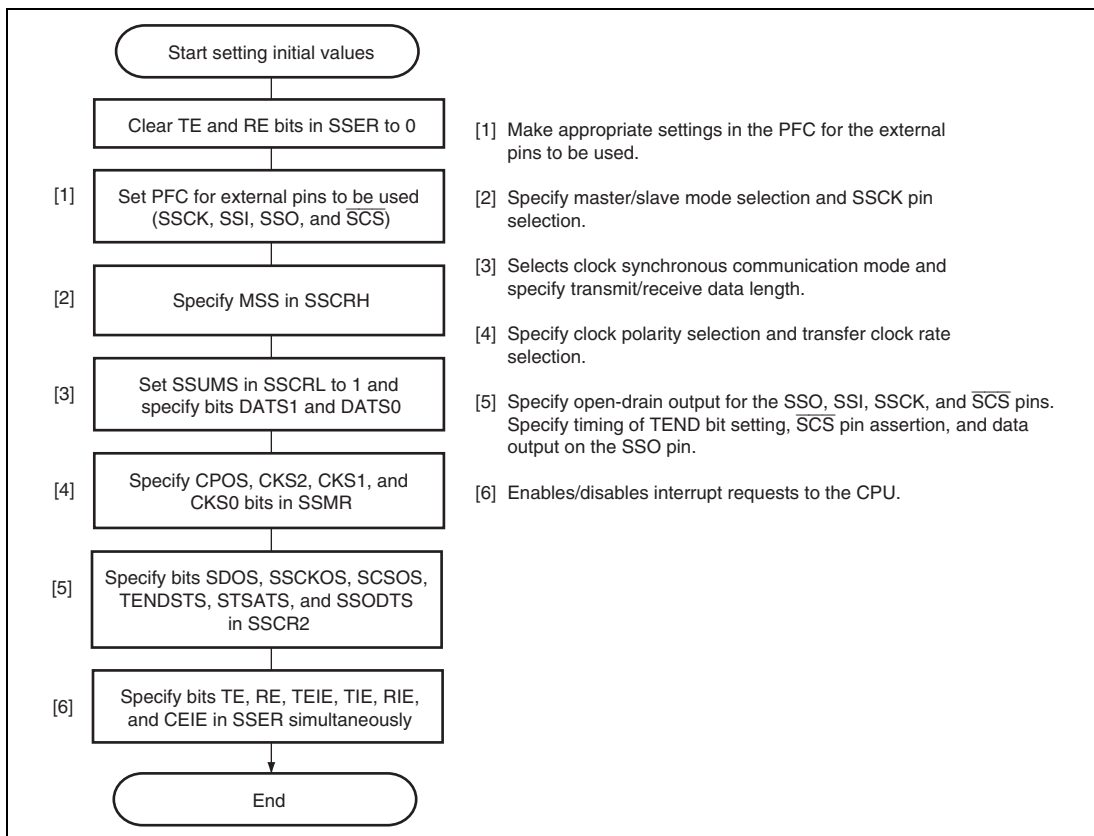 Start setting initial values
Clear TE and RE bits in SSER to 0
[1]
Set PFC for external pins to be used
(SSCK, SSI, SSO, and S̅C̅S̅)
[2]
Specify MSS in SSCRH
[3]
Set SSUMS in SSCRL to 1 and
specify bits DATS1 and DATS0
[4]
Specify CPOS, CKS2, CKS1, and
CKS0 bits in SSMR
[5]
Specify bits SDOS, SSCKOS, SCSOS,
TENDSTS, STSATS, and SSODTS
in SSCR2
[6]
Specify bits TE, RE, TEIE, TIE, RIE,
and CEIE in SSER simultaneously
End
[1] Make appropriate settings in the PFC for the external
pins to be used.
[2] Specify master/slave mode selection and SSCK pin
selection.
[3] Selects clock synchronous communication mode and
specify transmit/receive data length.
[4] Specify clock polarity selection and transfer clock rate
selection.
[5] Specify open-drain output for the SSO, SSI, SSCK, and S̅C̅S̅ pins.
Specify timing of TEND bit setting, S̅C̅S̅ pin assertion, and data
output on the SSO pin.
[6] Enables/disables interrupt requests to the CPU.